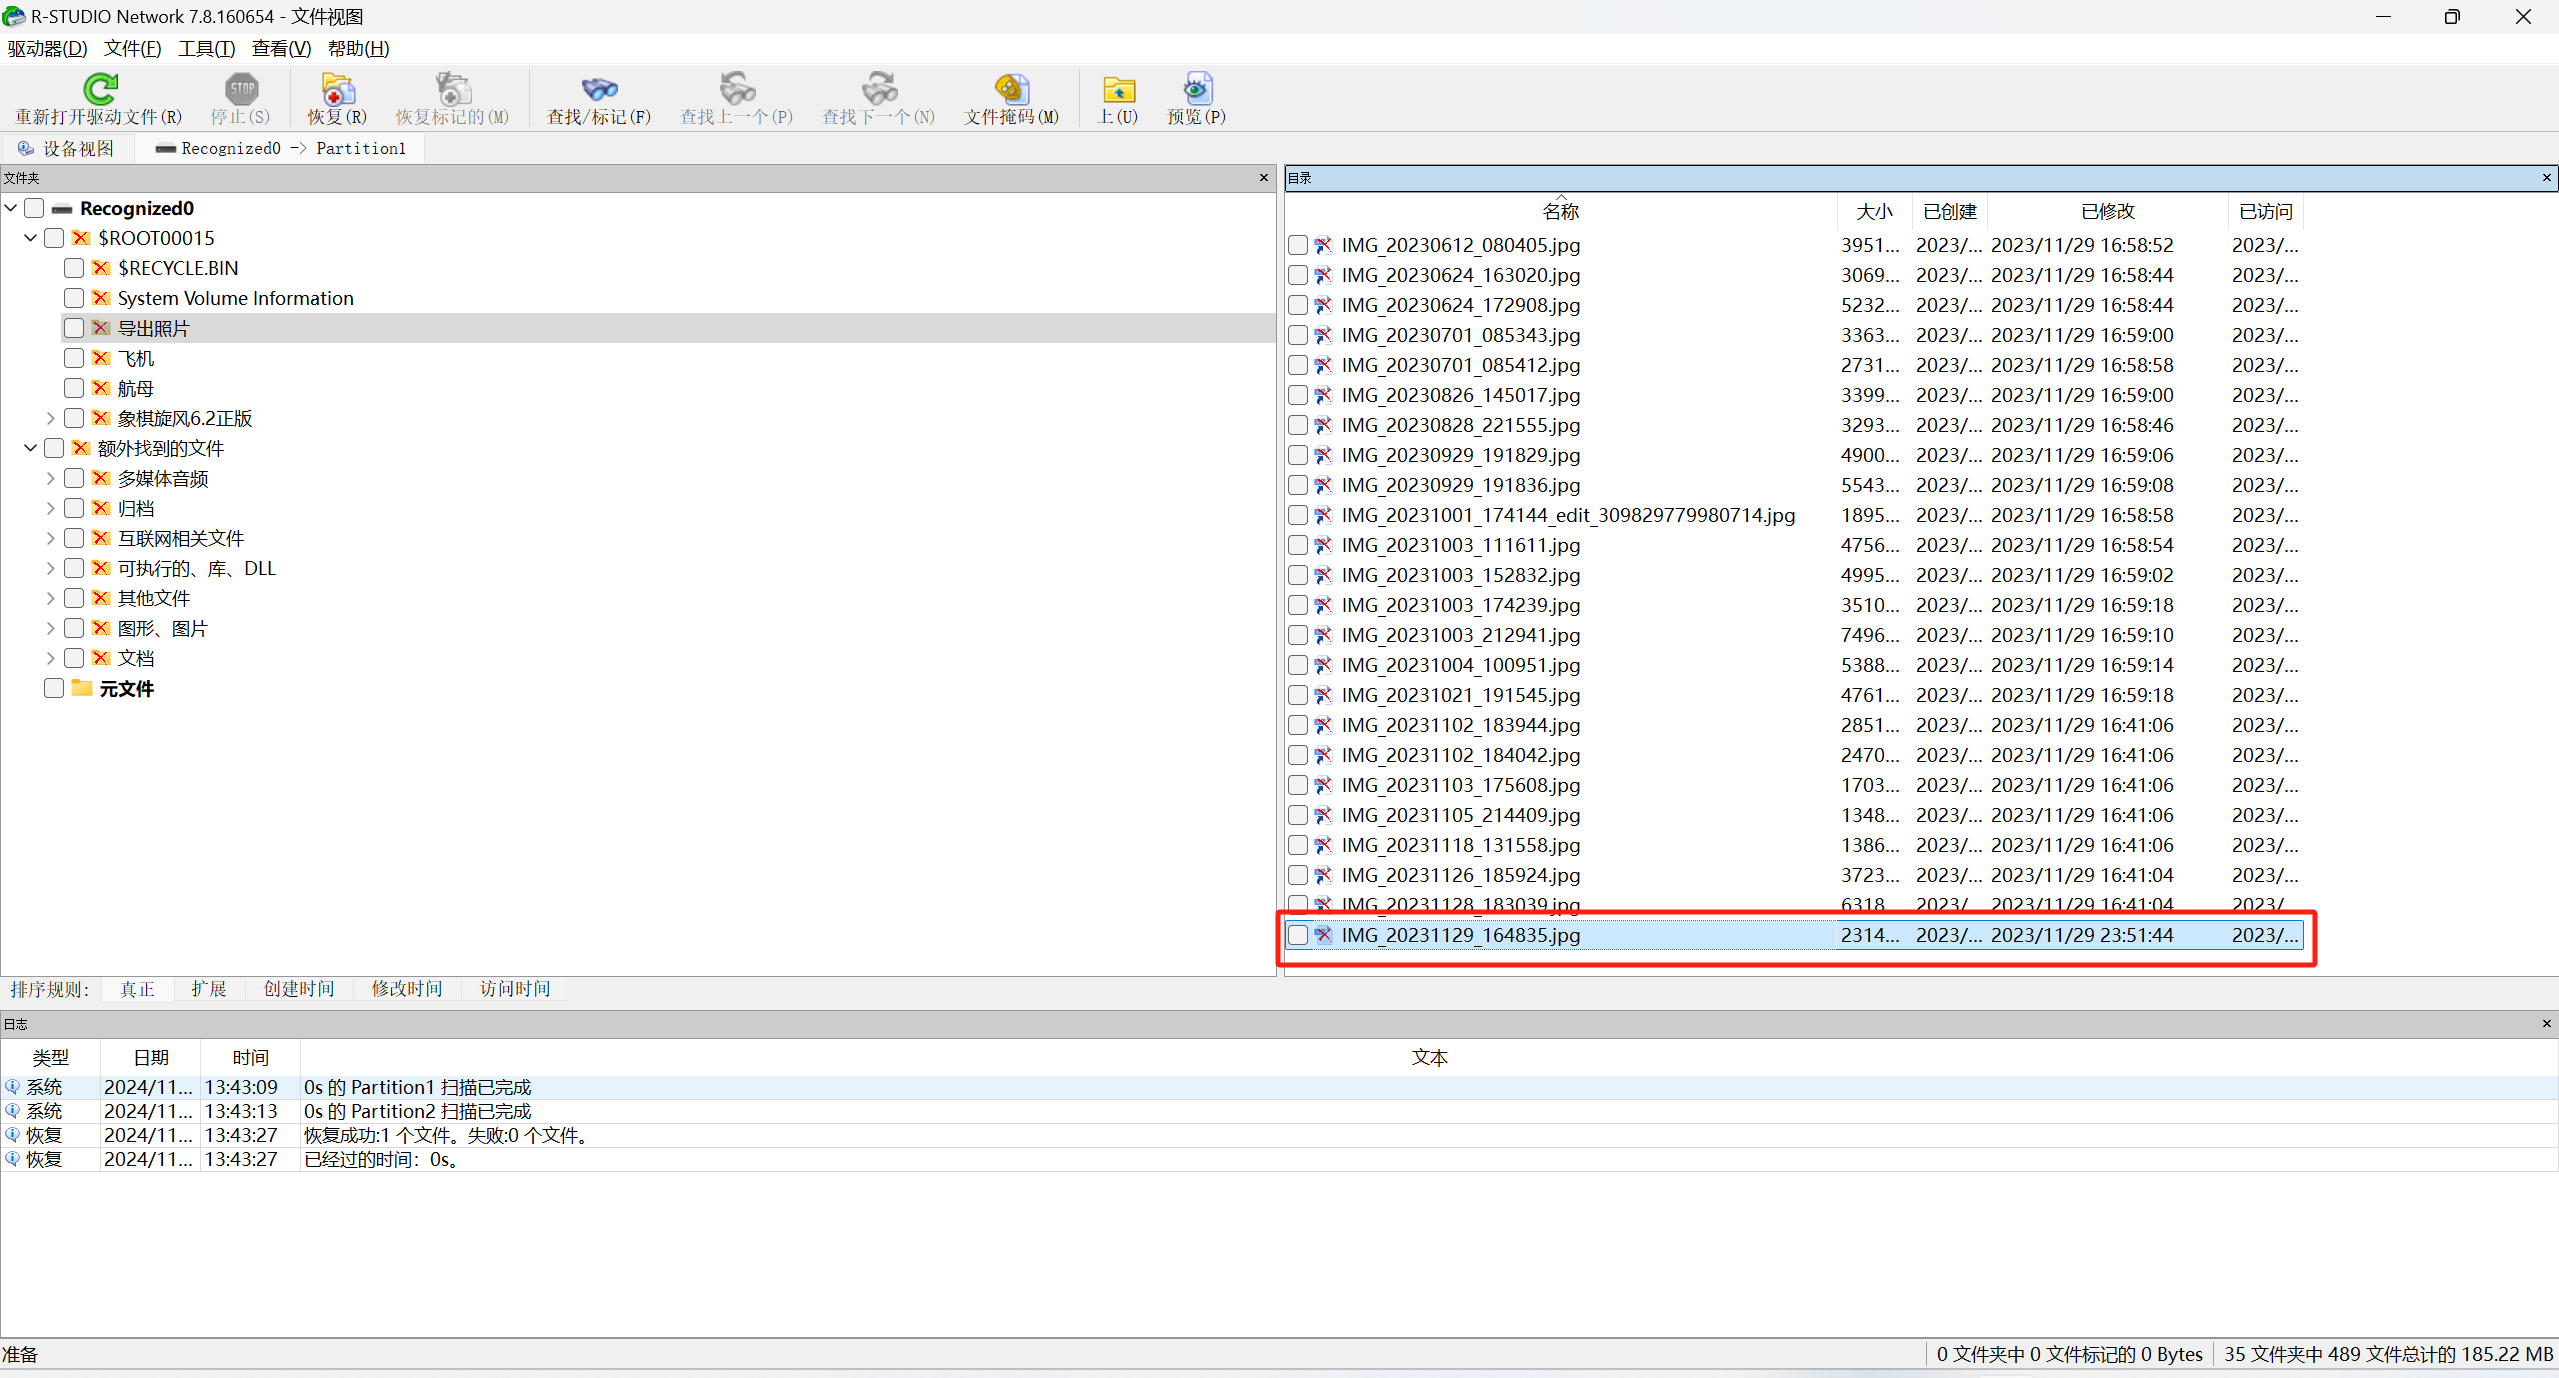 R-STUDIO Network 7.8.160654 - 文件视图
驱动器(D) 文件(F) 工具(T) 查看(V) 帮助(H)
重新打开驱动文件(R) 停止(S) 恢复(R) 恢复标记的(M) 查找/标记(F) 查找上一个(P) 查找下一个(N) 文件掩码(M) 上(U) 预览(P)
设备视图 Recognized0 -> Partition1
文件夹
Recognized0
$ROOT00015
$RECYCLE.BIN
System Volume Information
导出照片
飞机
航母
象棋旋风6.2正版
额外找到的文件
多媒体音频
归档
互联网相关文件
可执行的、库、DLL
其他文件
图形、图片
文档
元文件
目录
名称 大小 已创建 已修改 已访问
IMG_20230612_080405.jpg 3951... 2023/... 2023/11/29 16:58:52 2023/...
IMG_20230624_163020.jpg 3069... 2023/... 2023/11/29 16:58:44 2023/...
IMG_20230624_172908.jpg 5232... 2023/... 2023/11/29 16:58:44 2023/...
IMG_20230701_085343.jpg 3363... 2023/... 2023/11/29 16:59:00 2023/...
IMG_20230701_085412.jpg 2731... 2023/... 2023/11/29 16:58:58 2023/...
IMG_20230826_145017.jpg 3399... 2023/... 2023/11/29 16:59:00 2023/...
IMG_20230828_221555.jpg 3293... 2023/... 2023/11/29 16:58:46 2023/...
IMG_20230929_191829.jpg 4900... 2023/... 2023/11/29 16:59:06 2023/...
IMG_20230929_191836.jpg 5543... 2023/... 2023/11/29 16:59:08 2023/...
IMG_20231001_174144_edit_309829779980714.jpg 1895... 2023/... 2023/11/29 16:58:58 2023/...
IMG_20231003_111611.jpg 4756... 2023/... 2023/11/29 16:58:54 2023/...
IMG_20231003_152832.jpg 4995... 2023/... 2023/11/29 16:59:02 2023/...
IMG_20231003_174239.jpg 3510... 2023/... 2023/11/29 16:59:18 2023/...
IMG_20231003_212941.jpg 7496... 2023/... 2023/11/29 16:59:10 2023/...
IMG_20231004_100951.jpg 5388... 2023/... 2023/11/29 16:59:14 2023/...
IMG_20231021_191545.jpg 4761... 2023/... 2023/11/29 16:59:18 2023/...
IMG_20231102_183944.jpg 2851... 2023/... 2023/11/29 16:41:06 2023/...
IMG_20231102_184042.jpg 2470... 2023/... 2023/11/29 16:41:06 2023/...
IMG_20231103_175608.jpg 1703... 2023/... 2023/11/29 16:41:06 2023/...
IMG_20231105_214409.jpg 1348... 2023/... 2023/11/29 16:41:06 2023/...
IMG_20231118_131558.jpg 1386... 2023/... 2023/11/29 16:41:06 2023/...
IMG_20231126_185924.jpg 3723... 2023/... 2023/11/29 16:41:04 2023/...
IMG_20231128_183039.jpg 6318 2023/ 2023/11/29 16:41:04 2023/
IMG_20231129_164835.jpg 2314... 2023/... 2023/11/29 23:51:44 2023/...
排序规则: 真正 扩展 创建时间 修改时间 访问时间
日志
类型 日期 时间 文本
系统 2024/11... 13:43:09 0s 的 Partition1 扫描已完成
系统 2024/11... 13:43:13 0s 的 Partition2 扫描已完成
恢复 2024/11... 13:43:27 恢复成功:1 个文件。失败:0 个文件。
恢复 2024/11... 13:43:27 已经过的时间：0s。
准备 0 文件夹中 0 文件标记的 0 Bytes 35 文件夹中 489 文件总计的 185.22 MB